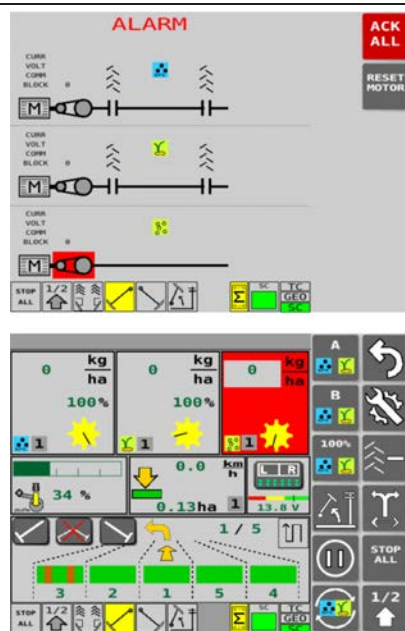 ALARM
ACK
ALL
RESET
MOTOR
CURR
VOLT
COMM
BLOCK 0
M
CURR
VOLT
COMM
BLOCK 0
M
CURR
VOLT
COMM
BLOCK 0
M
STOP
ALL
1/2
Σ
SC
TC
GEO
SC
0 kg
ha
100%
1
0 kg
ha
100%
1
0 kg
ha
1
A
B
100%
34 %
0.0 km
h
0.13ha 1
L R
13.8 V
1 / 5
3 2 1 5 4
STOP
ALL
1/2
STOP
ALL
1/2
Σ
SC
TC
GEO
SC